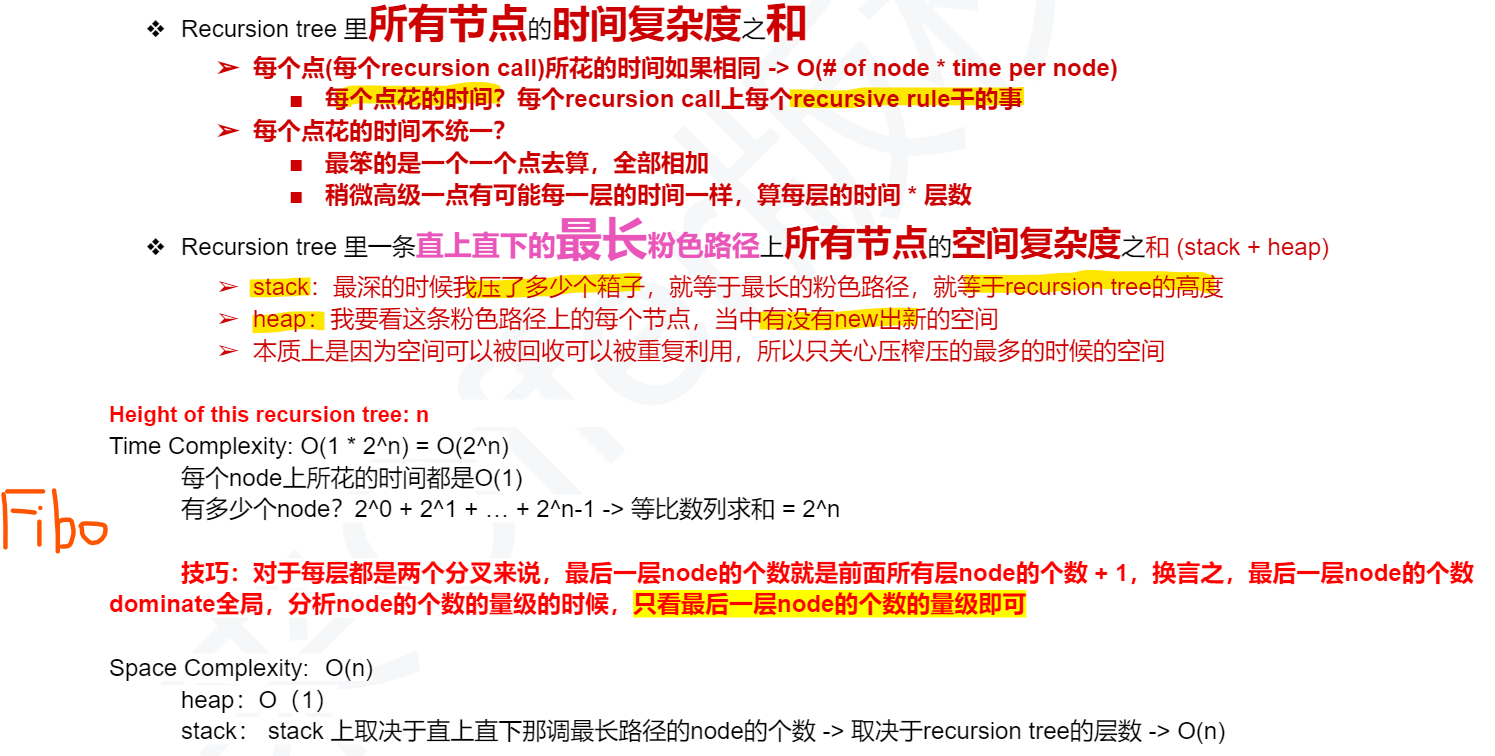 ❖ Recursion tree 里所有节点的时间复杂度之和
➢ 每个点(每个recursion call)所花的时间如果相同 -> O(# of node * time per node)
■ 每个点花的时间？每个recursion call上每个recursive rule干的事
➢ 每个点花的时间不统一？
■ 最笨的是一个一个点去算，全部相加
■ 稍微高级一点有可能每一层的时间一样，算每层的时间 * 层数
❖ Recursion tree 里一条直上直下的最长粉色路径上所有节点的空间复杂度之和 (stack + heap)
➢ stack：最深的时候我压了多少个箱子，就等于最长的粉色路径，就等于recursion tree的高度
➢ heap：我要看这条粉色路径上的每个节点，当中有没有new出新的空间
➢ 本质上是因为空间可以被回收可以被重复利用，所以只关心压榨压的最多的时候的空间
Height of this recursion tree: n
Time Complexity: O(1 * 2^n) = O(2^n)
每个node上所花的时间都是O(1)
Fibo
有多少个node？2^0 + 2^1 + … + 2^n-1 -> 等比数列求和 = 2^n
技巧：对于每层都是两个分叉来说，最后一层node的个数就是前面所有层node的个数 + 1，换言之，最后一层node的个数
dominate全局，分析node的个数的量级的时候，只看最后一层node的个数的量级即可
Space Complexity: O(n)
heap：O（1）
stack： stack 上取决于直上直下那调最长路径的node的个数 -> 取决于recursion tree的层数 -> O(n)